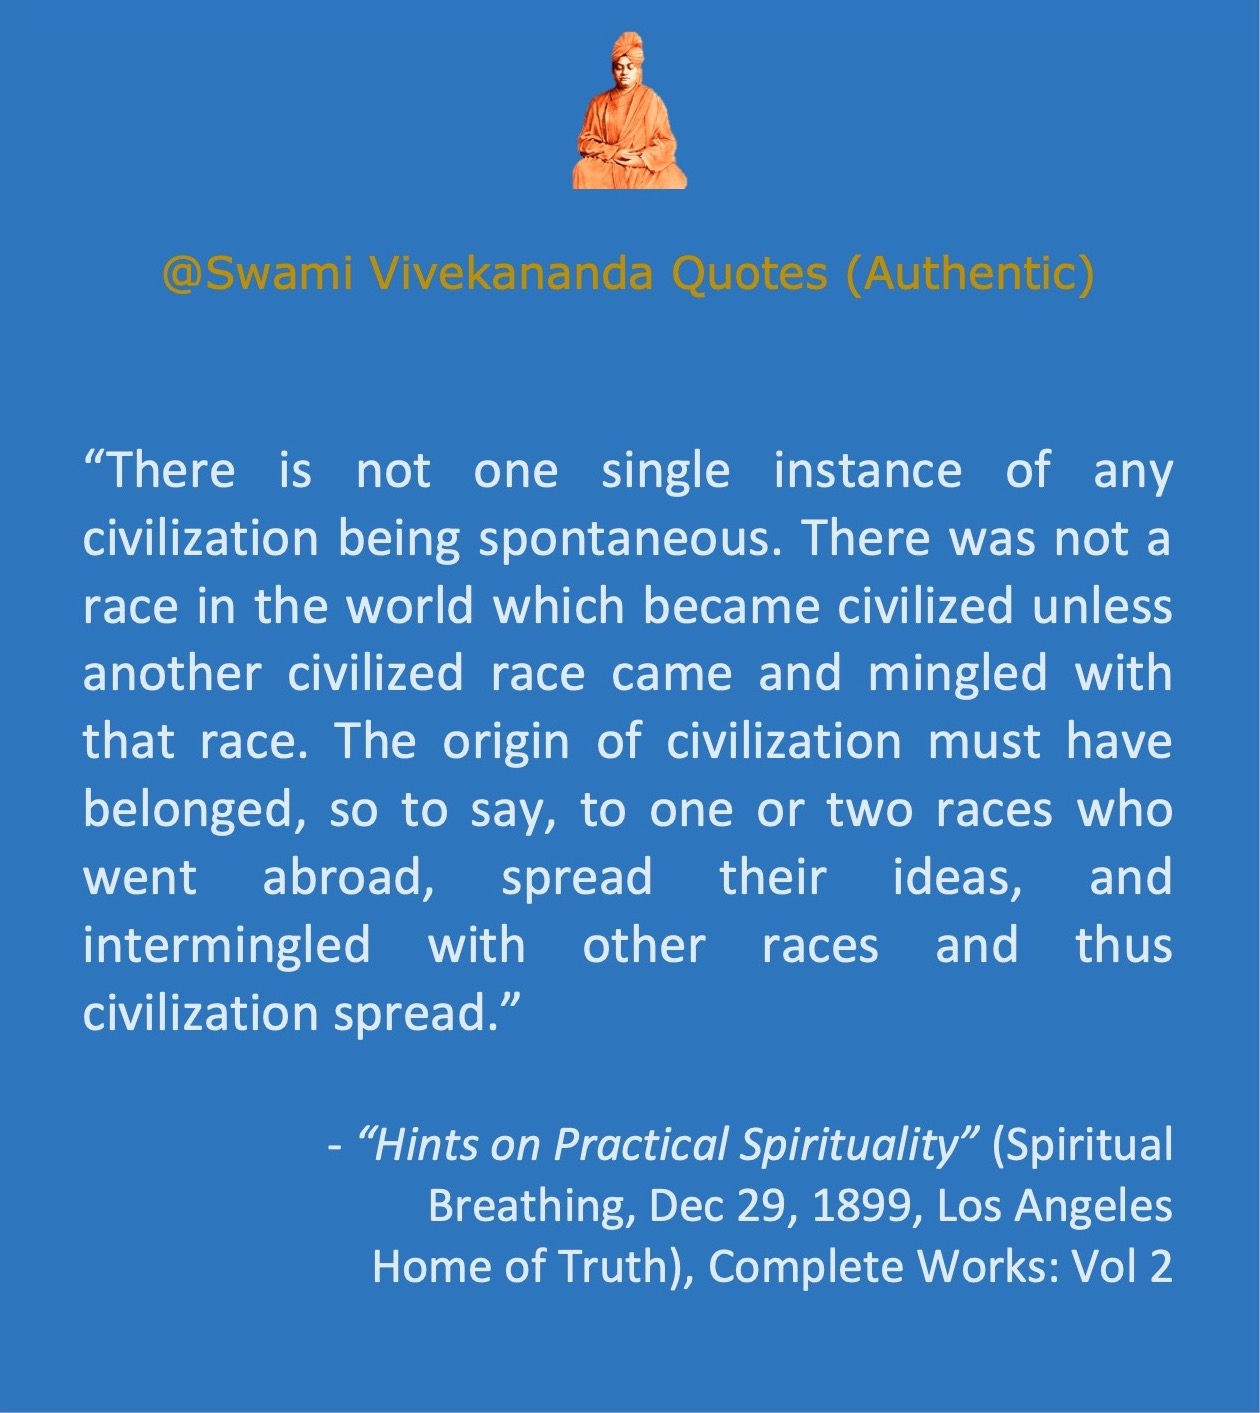 @Swami Vivekananda Quotes (Authentic)
“There is not one single instance of any
civilization being spontaneous. There was not a
race in the world which became civilized unless
another civilized race came and mingled with
that race. The origin of civilization must have
belonged, so to say, to one or two races who
went abroad, spread their ideas, and
intermingled with other races and thus
civilization spread.”
- “Hints on Practical Spirituality” (Spiritual
Breathing, Dec 29, 1899, Los Angeles
Home of Truth), Complete Works: Vol 2